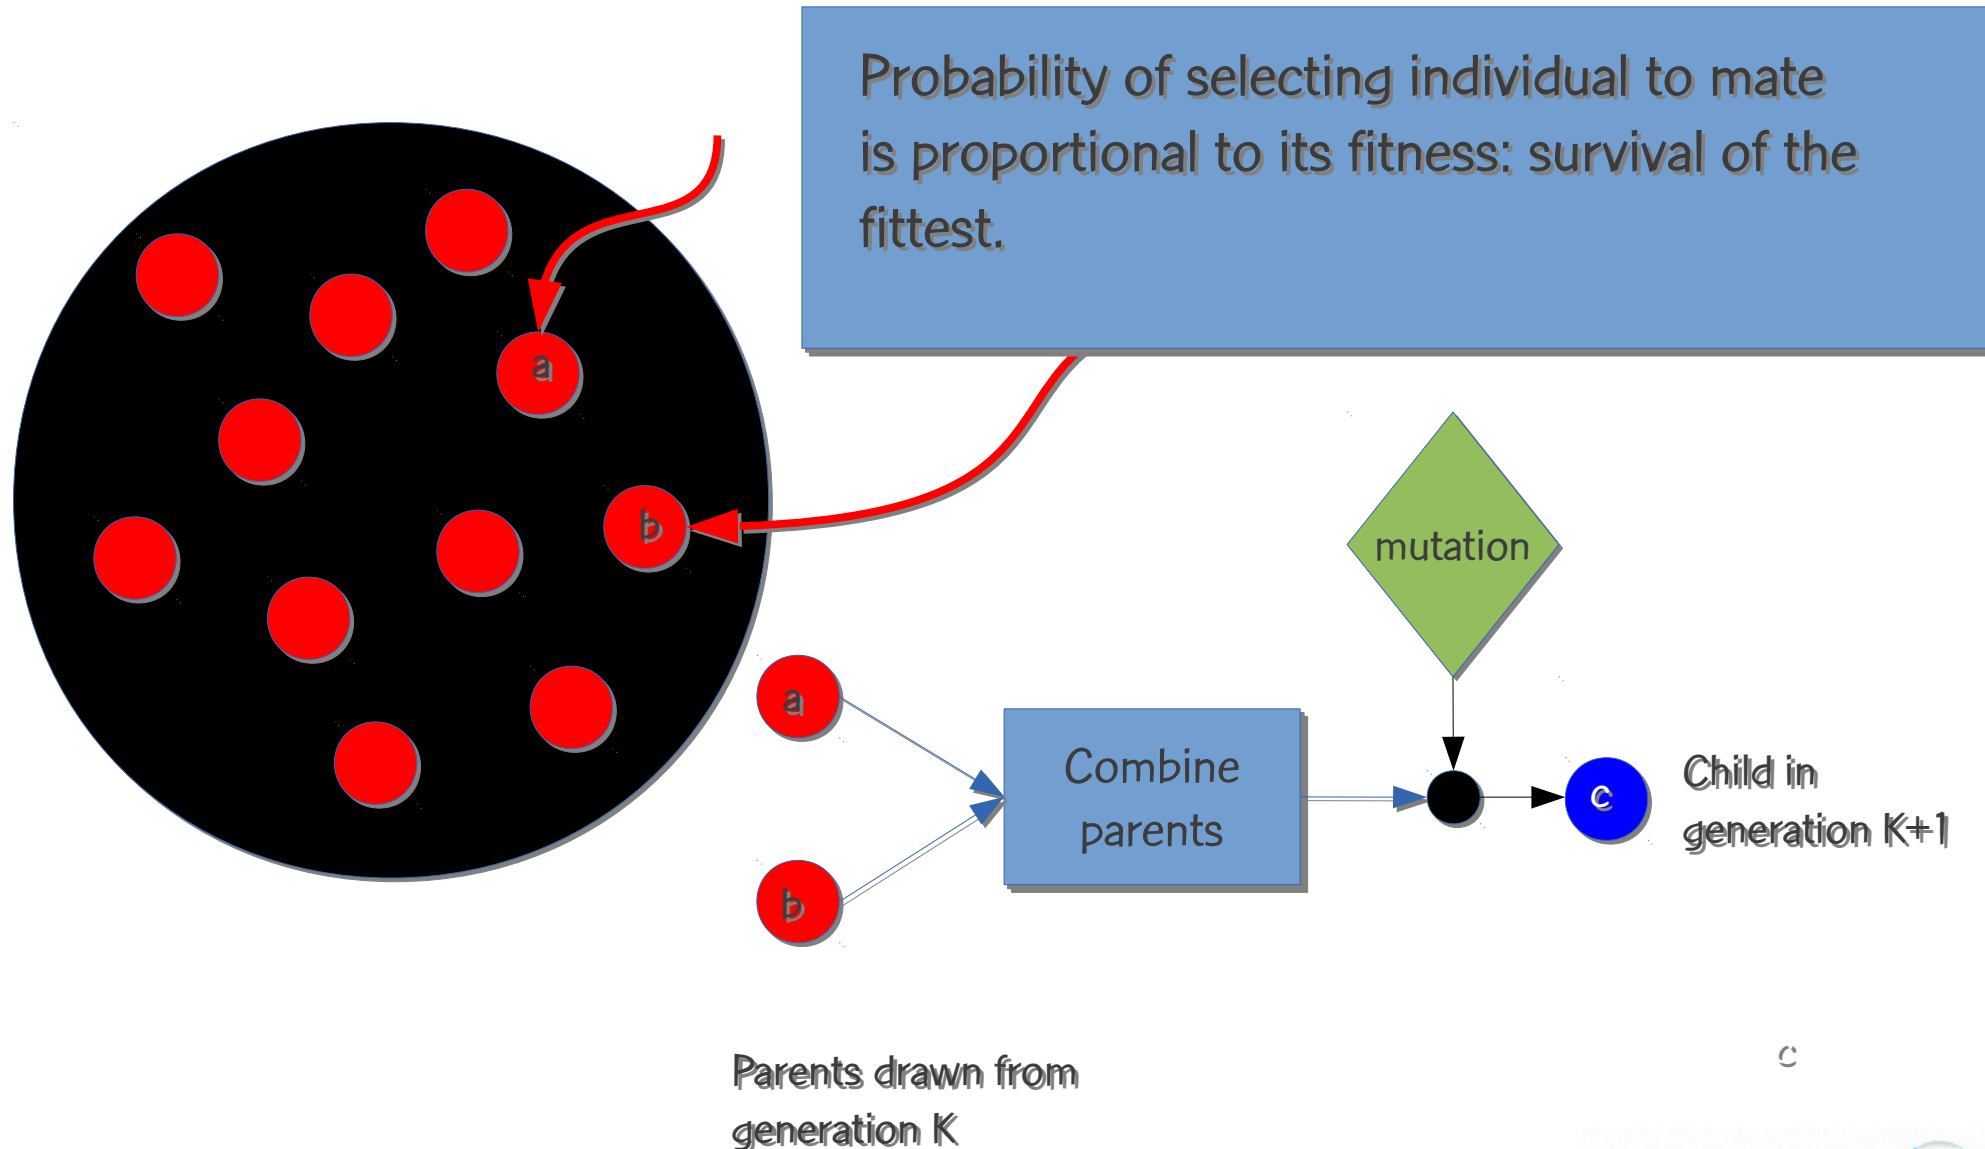 Probability of selecting individual to mate
is proportional to its fitness: survival of the
fittest.
a
b
mutation
a
Combine
parents
b
c
Child in
generation K+1
c
Parents drawn from
generation K